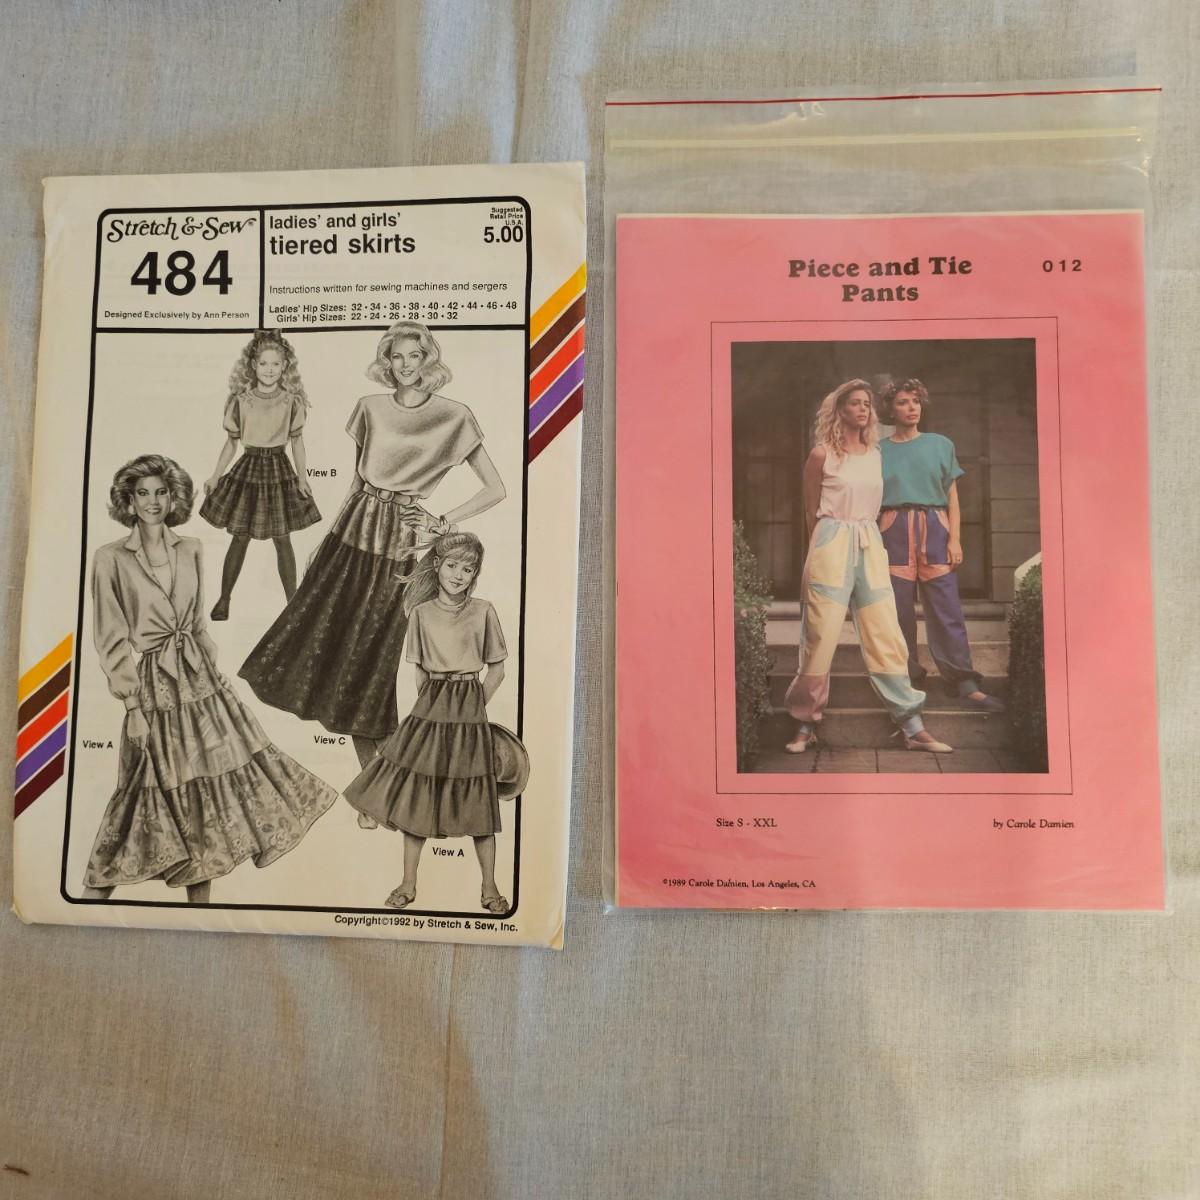 Stretch & Sew®
484
Designed Exclusively by Ann Person
ladies' and girls'
tiered skirts
Suggested
Retail Price
U.S.A.
5.00
Instructions written for sewing machines and sergers
Ladies' Hip Sizes: 32 • 34 • 36 • 38 • 40 • 42 • 44 • 46 • 48
Girls' Hip Sizes: 22 • 24 • 26 • 28 • 30 • 32
View B
View A
View C
View A
Copyright©1992 by Stretch & Sew, Inc.
Piece and Tie
Pants
012
Size S - XXL
by Carole Damien
©1989 Carole Damien, Los Angeles, CA